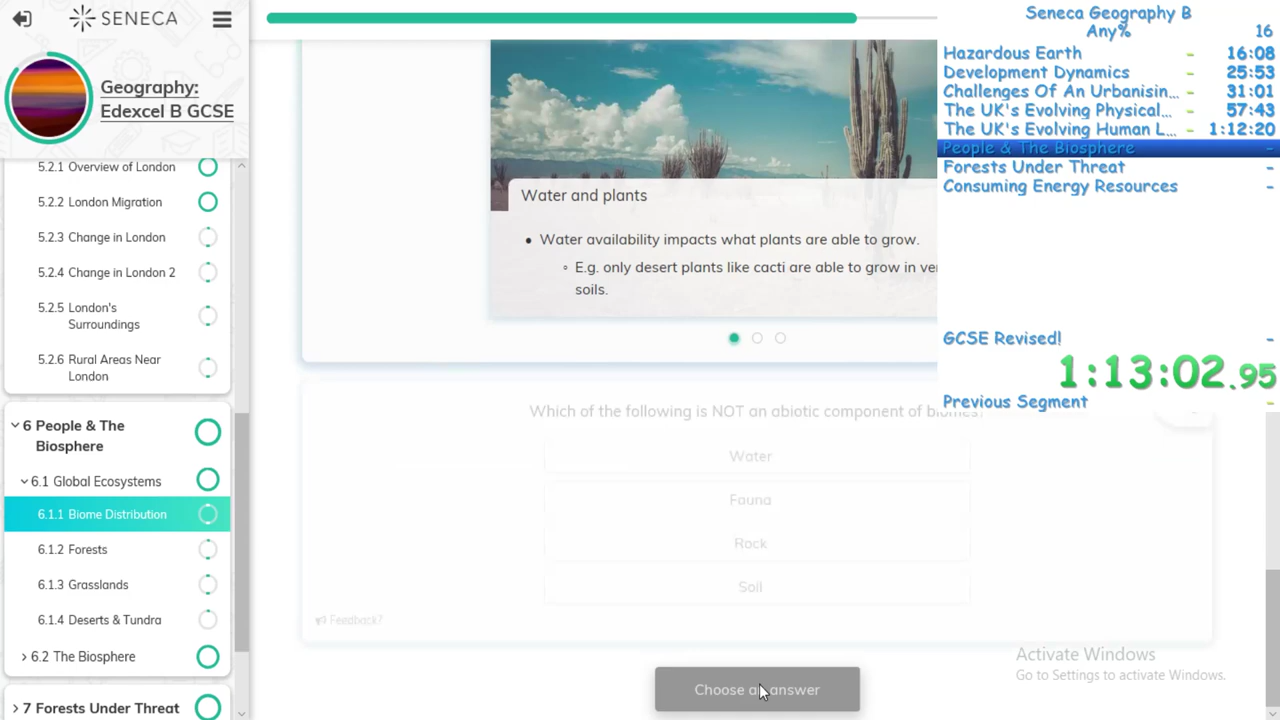 SENECA
Geography:
Edexcel B GCSE
5.2.1 Overview of London
5.2.2 London Migration
5.2.3 Change in London
5.2.4 Change in London 2
5.2.5 London's
Surroundings
5.2.6 Rural Areas Near
London
6 People & The
Biosphere
6.1 Global Ecosystems
6.1.1 Biome Distribution
6.1.2 Forests
6.1.3 Grasslands
6.1.4 Deserts & Tundra
6.2 The Biosphere
7 Forests Under Threat
Water and plants
• Water availability impacts what plants are able to grow.
◦ E.g. only desert plants like cacti are able to grow in ve
soils.
Which of the following is NOT an abiotic component of biomes?
Water
Fauna
Rock
Soil
Feedback?
Choose an answer
Activate Windows
Go to Settings to activate Windows.
Seneca Geography B
Any% 16
Hazardous Earth - 16:08
Development Dynamics - 25:53
Challenges Of An Urbanisin... - 31:01
The UK's Evolving Physical... - 57:43
The UK's Evolving Human L... - 1:12:20
People & The Biosphere -
Forests Under Threat -
Consuming Energy Resources -
GCSE Revised! -
1:13:02.95
Previous Segment -